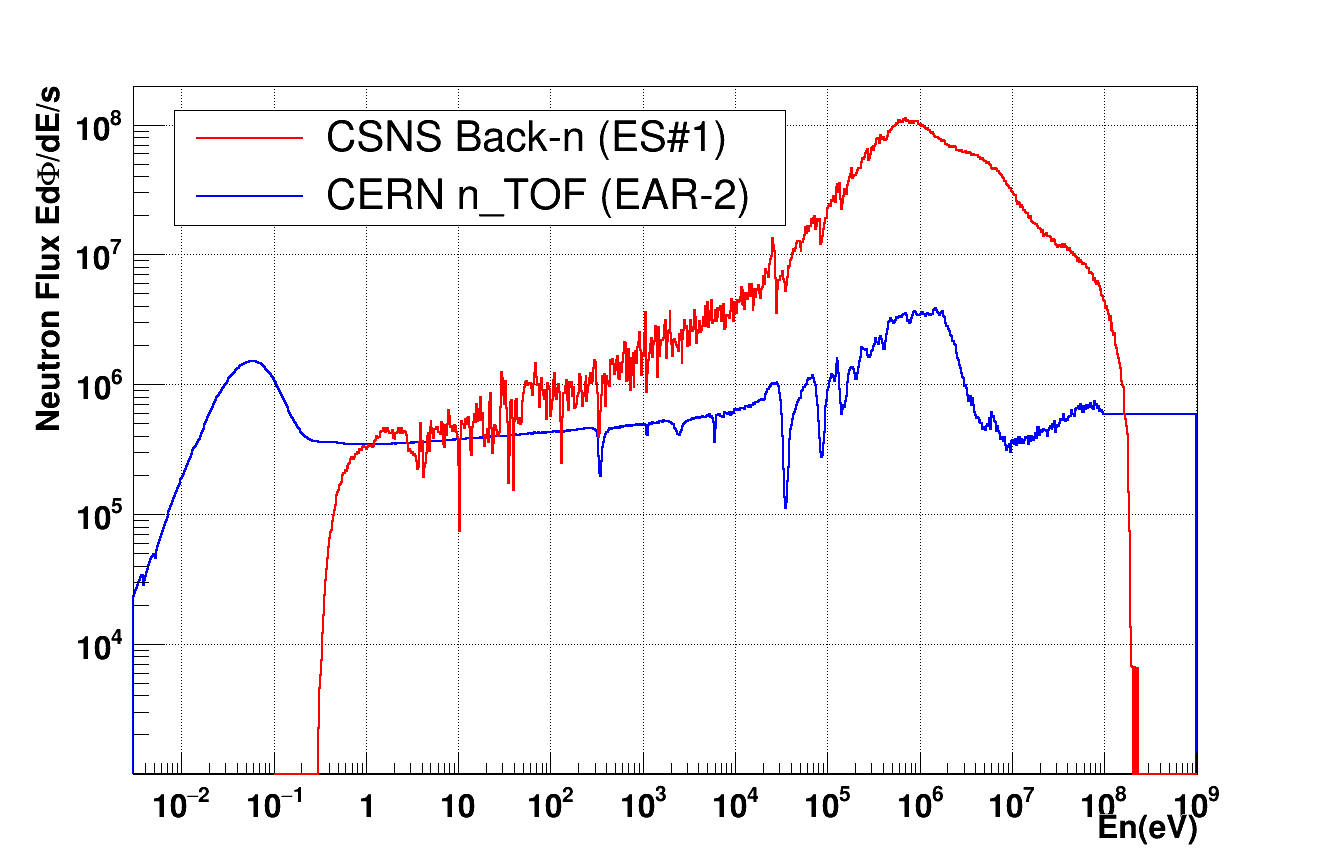 Neutron Flux EdΦ/dE/s
CSNS Back-n (ES#1)
CERN n_TOF (EAR-2)
10⁸
10⁷
10⁶
10⁵
10⁴
10⁻² 10⁻¹ 1 10 10² 10³ 10⁴ 10⁵ 10⁶ 10⁷ 10⁸ 10⁹
En(eV)